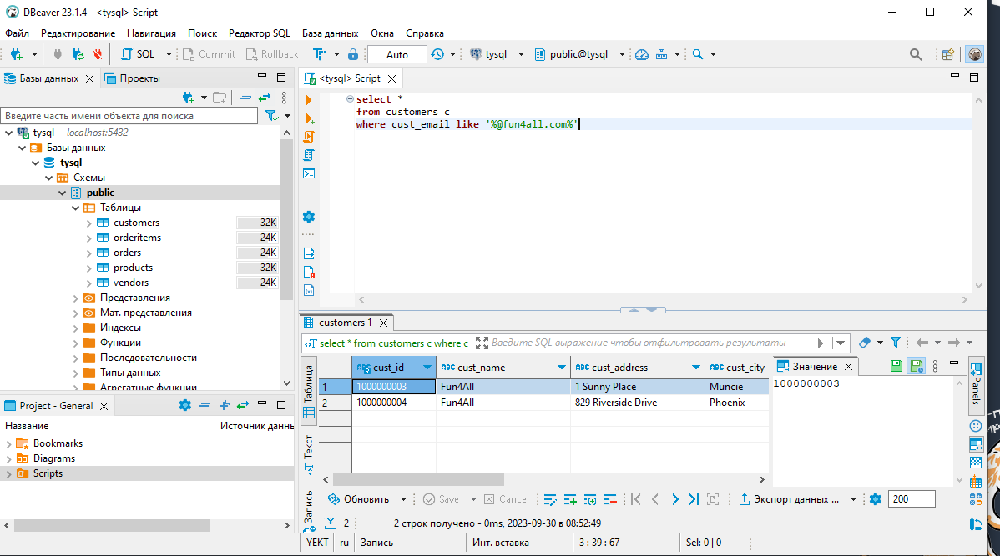 DBeaver 23.1.4 - <tysql> Script
Файл Редактирование Навигация Поиск Редактор SQL База данных Окна Справка
SQL Commit Rollback Auto tysql public@tysql
Базы данных Проекты
<tysql> Script
Введите часть имени объекта для поиска
select *
from customers c
where cust_email like '%@fun4all.com%'
tysql - localhost:5432
Базы данных
tysql
Схемы
public
Таблицы
customers 32K
orderitems 24K
orders 24K
products 32K
vendors 24K
Представления
Мат. представления
Индексы
Функции
Последовательности
Типы данных
Агрегатные функции
Project - General
Название Источник данн
Bookmarks
Diagrams
Scripts
customers 1
select * from customers c where c
Введите SQL выражение чтобы отфильтровать результаты
Таблица
Текст
Запись
cust_id cust_name cust_address cust_city
1 1000000003 Fun4All 1 Sunny Place Muncie
2 1000000004 Fun4All 829 Riverside Drive Phoenix
Значение
1000000003
Panels
Обновить Save Cancel Экспорт данных ... 200
2 2 строк получено - 0ms, 2023-09-30 в 08:52:49
YEKT ru Запись Инт. вставка 3 : 39 : 67 Sel: 0 | 0